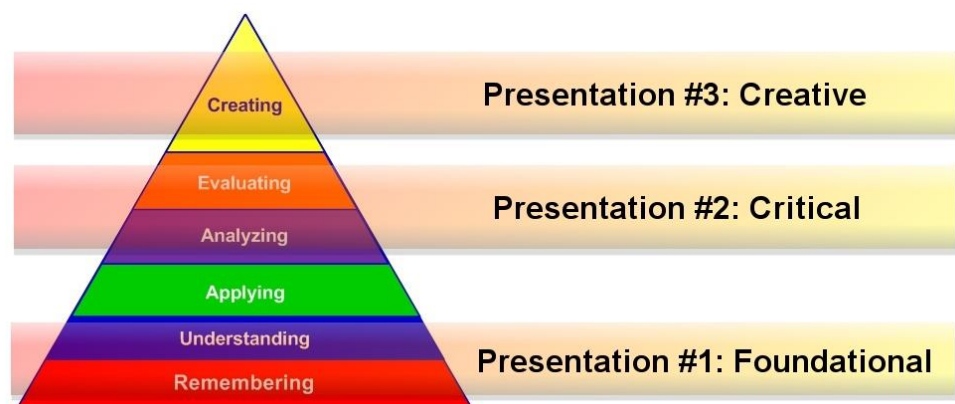 Creating
Presentation #3: Creative
Evaluating
Presentation #2: Critical
Analyzing
Applying
Understanding
Presentation #1: Foundational
Remembering